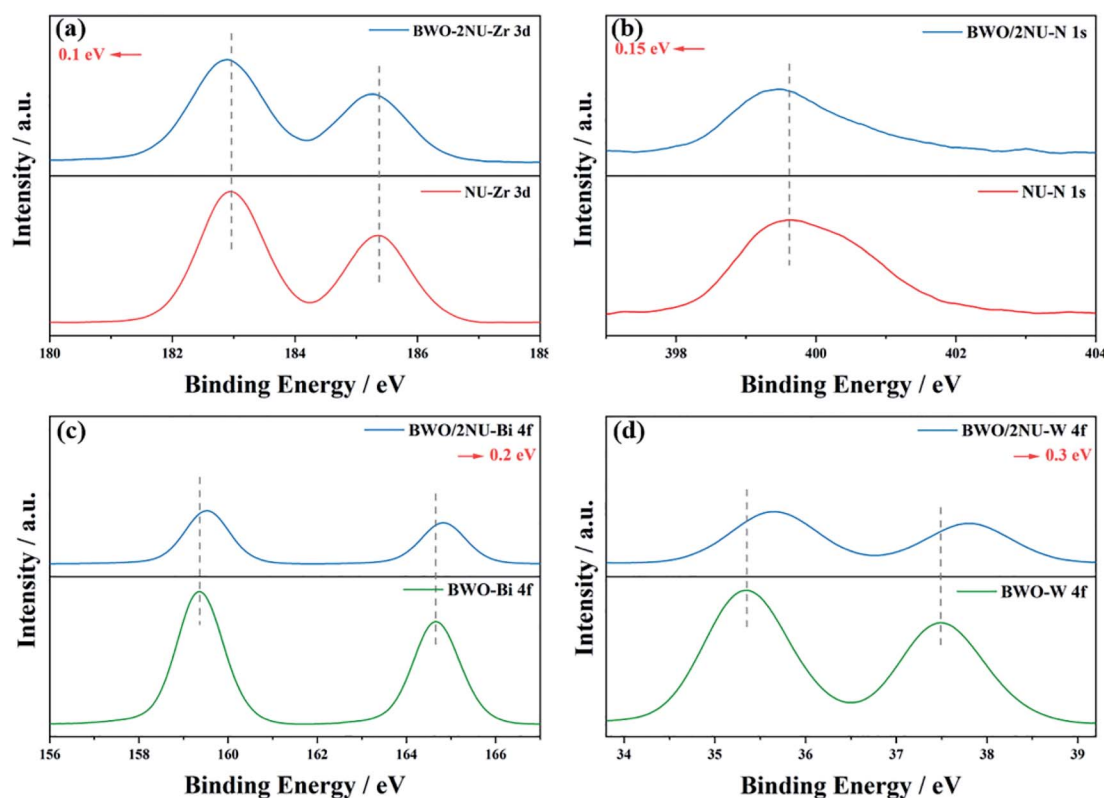 (a)
BWO-2NU-Zr 3d
0.1 eV
NU-Zr 3d
Intensity / a.u.
180 182 184 186 188
Binding Energy / eV
(b)
BWO/2NU-N 1s
0.15 eV
NU-N 1s
Intensity / a.u.
398 400 402 404
Binding Energy / eV
(c)
BWO/2NU-Bi 4f
0.2 eV
BWO-Bi 4f
Intensity / a.u.
156 158 160 162 164 166
Binding Energy / eV
(d)
BWO/2NU-W 4f
0.3 eV
BWO-W 4f
Intensity / a.u.
34 35 36 37 38 39
Binding Energy / eV